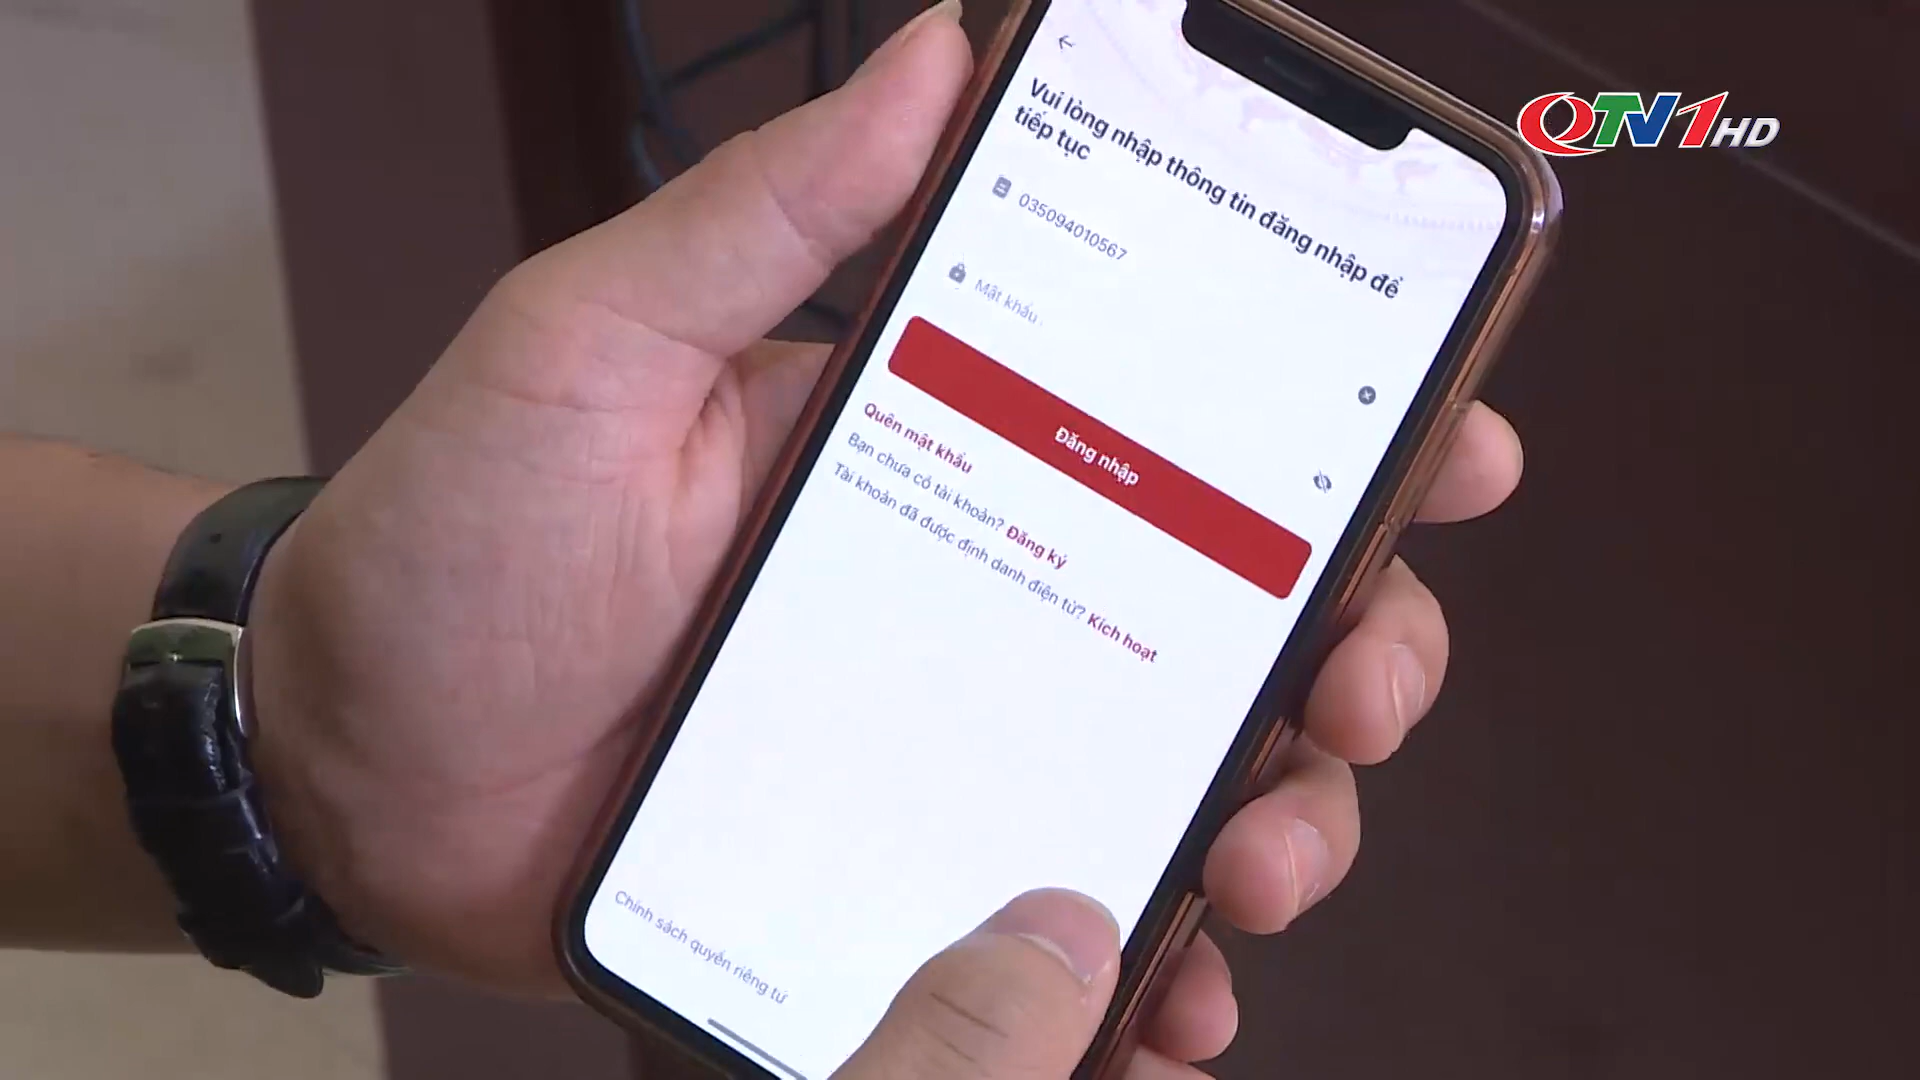 QTV1HD
Vui lòng nhập thông tin đăng nhập để
tiếp tục
035094010567
Mật khẩu
Đăng nhập
Quên mật khẩu
Bạn chưa có tài khoản? Đăng ký
Tài khoản đã được định danh điện tử? Kích hoạt
Chính sách quyền riêng tư